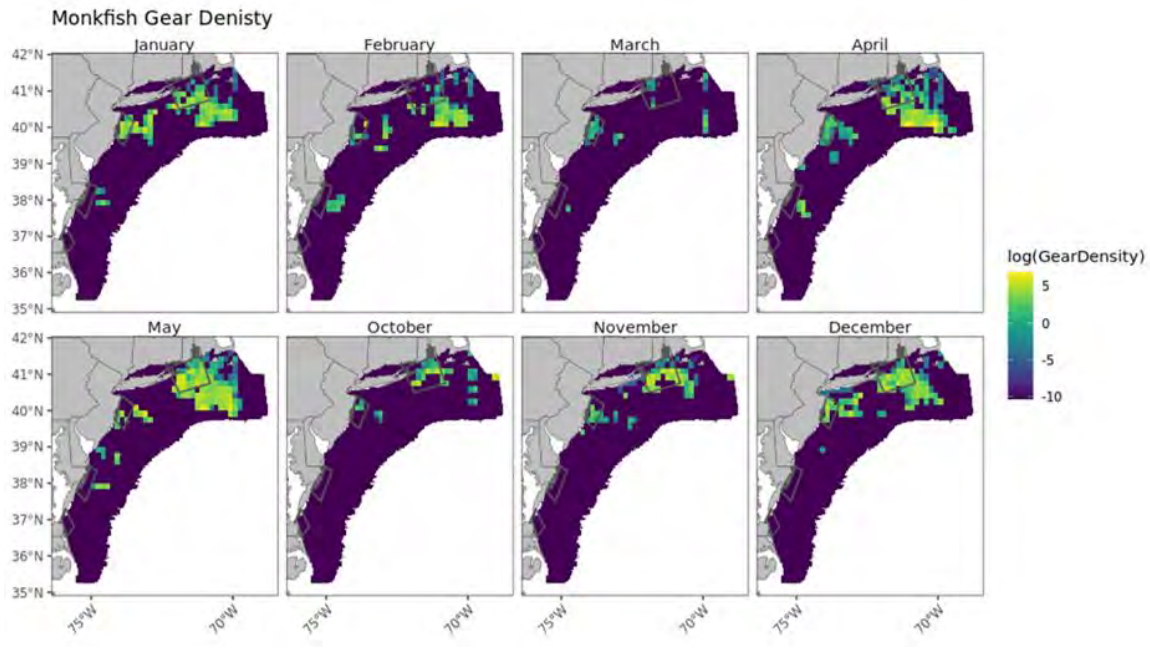 Monkfish Gear Denisty
January February March April
42°N
41°N
40°N
39°N
38°N
37°N
36°N
35°N
log(GearDensity)
5
0
-5
-10
May October November December
42°N
41°N
40°N
39°N
38°N
37°N
36°N
35°N
75°W 70°W 75°W 70°W 75°W 70°W 75°W 70°W